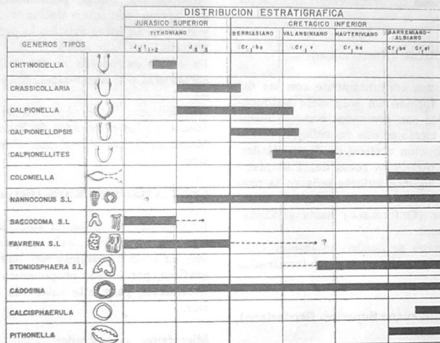 DISTRIBUCION ESTRATIGRAFICA
JURASICO SUPERIOR CRETACICO INFERIOR
TITHONIANO BERRIASIANO VALANGINIANO HAUTERIVIANO BARREMIANO-ALBIANO
GENEROS TIPOS
CHITINOIDELLA
CRASSICOLLARIA
CALPIONELLA
CALPIONELLOPSIS
CALPIONELLITES
COLOMIELLA
NANNOCONUS S.L ?
SACCOCOMA S.L
FAVREINA S.L ?
STOMIOSPHAERA S.L
CADOSINA
CALCISPHAERULA
PITHONELLA